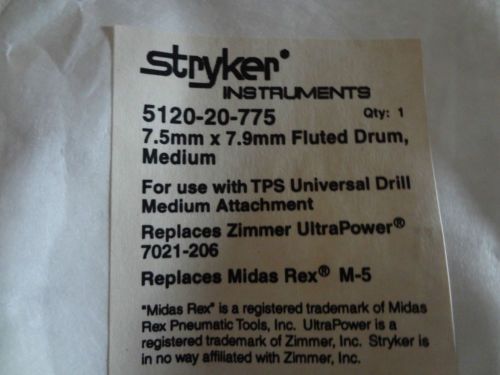 stryker
INSTRUMENTS
5120-20-775 Qty: 1
7.5mm x 7.9mm Fluted Drum,
Medium
For use with TPS Universal Drill
Medium Attachment
Replaces Zimmer UltraPower®
7021-206
Replaces Midas Rex® M-5
"Midas Rex" is a registered trademark of Midas
Rex Pneumatic Tools, Inc. UltraPower is a
registered trademark of Zimmer, Inc. Stryker is
in no way affiliated with Zimmer, Inc.